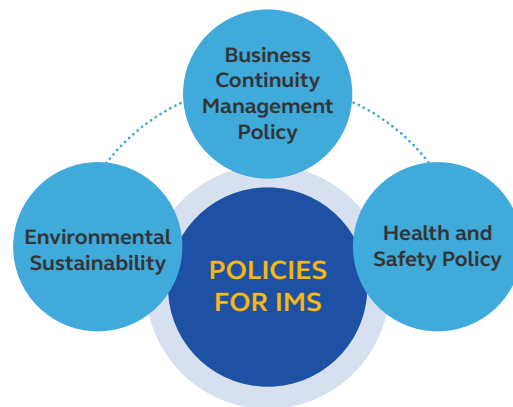 Business
Continuity
Management
Policy
Environmental
Sustainability
Health and
Safety Policy
POLICIES
FOR IMS